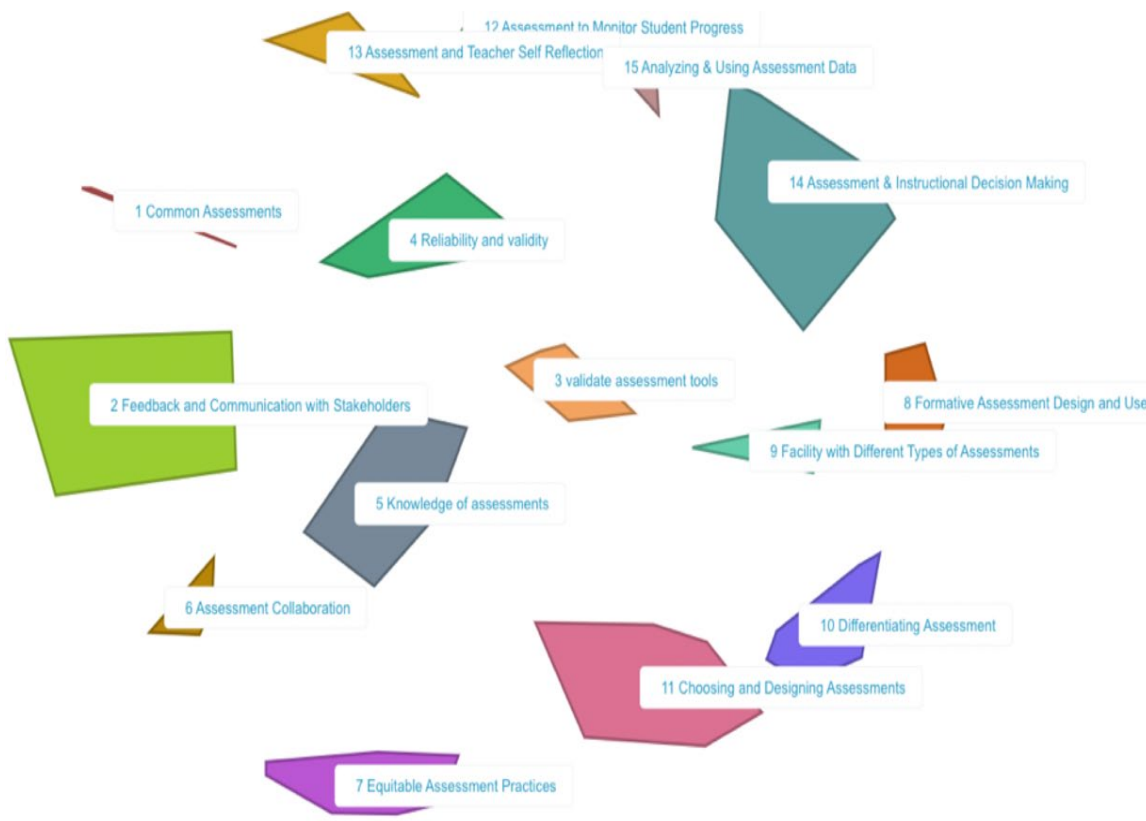 12 Assessment to Monitor Student Progress
13 Assessment and Teacher Self Reflection
15 Analyzing & Using Assessment Data
14 Assessment & Instructional Decision Making
1 Common Assessments
4 Reliability and validity
3 validate assessment tools
2 Feedback and Communication with Stakeholders
8 Formative Assessment Design and Use
9 Facility with Different Types of Assessments
5 Knowledge of assessments
6 Assessment Collaboration
10 Differentiating Assessment
11 Choosing and Designing Assessments
7 Equitable Assessment Practices